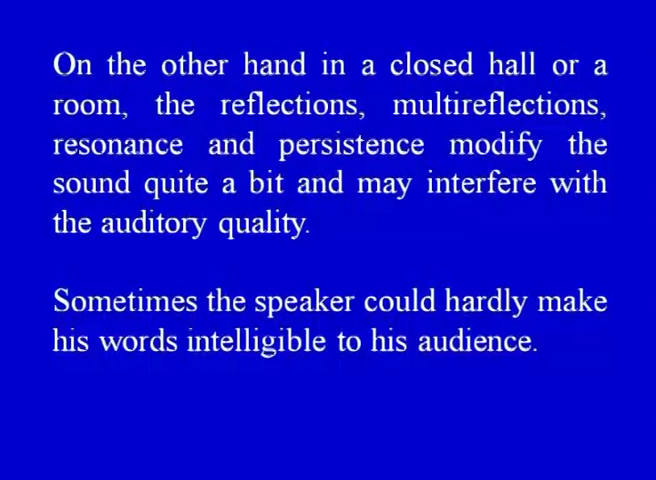 On the other hand in a closed hall or a
room, the reflections, multireflections,
resonance and persistence modify the
sound quite a bit and may interfere with
the auditory quality.
Sometimes the speaker could hardly make
his words intelligible to his audience.